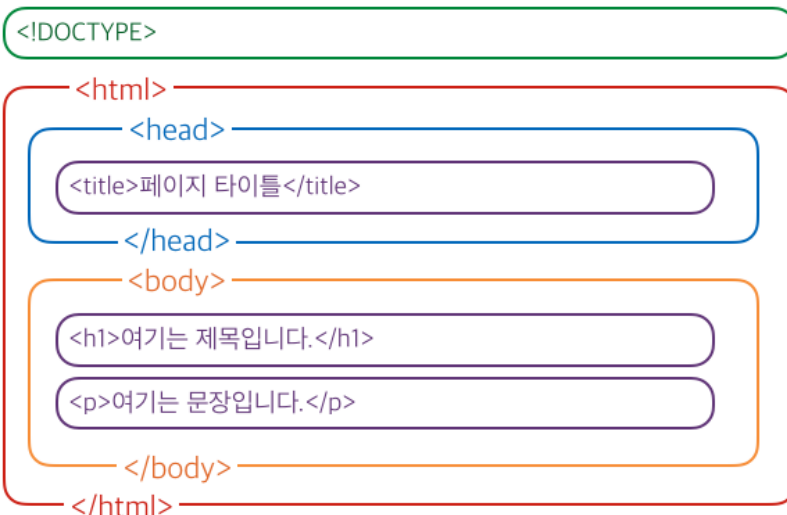 <!DOCTYPE>
<html>
<head>
<title>페이지 타이틀</title>
</head>
<body>
<h1>여기는 제목입니다.</h1>
<p>여기는 문장입니다.</p>
</body>
</html>